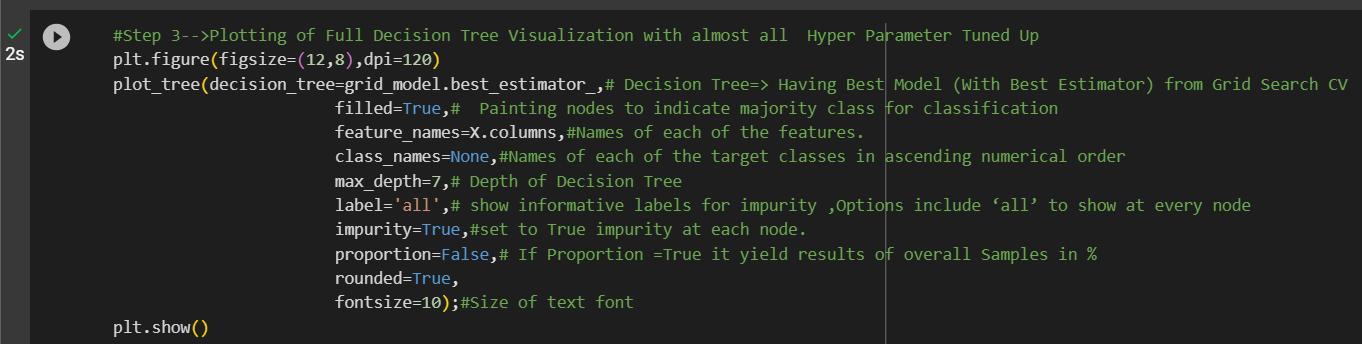 #Step 3-->Plotting of Full Decision Tree Visualization with almost all  Hyper Parameter Tuned Up
2s
plt.figure(figsize=(12,8),dpi=120)
plot_tree(decision_tree=grid_model.best_estimator_,# Decision Tree=> Having Best Model (With Best Estimator) from Grid Search CV
filled=True,#  Painting nodes to indicate majority class for classification
feature_names=X.columns,#Names of each of the features.
class_names=None,#Names of each of the target classes in ascending numerical order
max_depth=7,# Depth of Decision Tree
label='all',# show informative labels for impurity ,Options include ‘all’ to show at every node
impurity=True,#set to True impurity at each node.
proportion=False,# If Proportion =True it yield results of overall Samples in %
rounded=True,
fontsize=10);#Size of text font
plt.show()